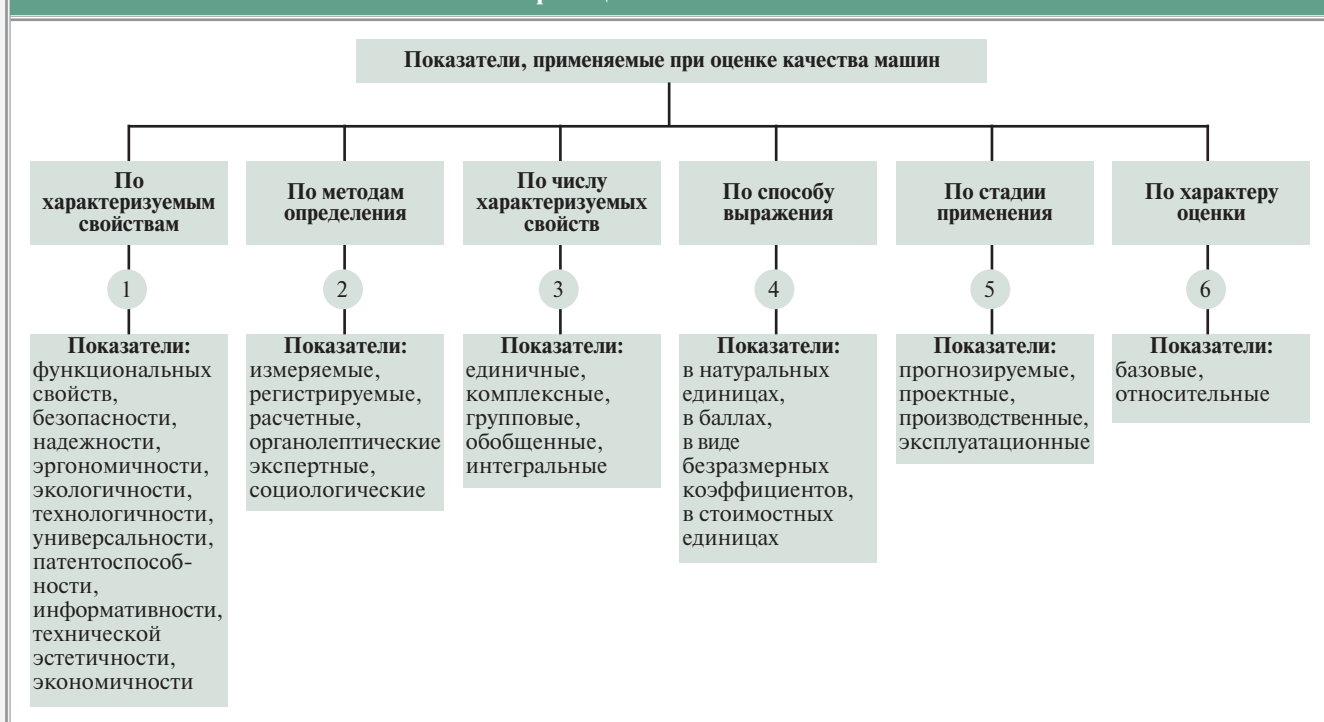 Показатели, применяемые при оценке качества машин
По
характеризуемым
свойствам
По методам
определения
По числу
характеризуемых
свойств
По способу
выражения
По стадии
применения
По характеру
оценки
1
2
3
4
5
6
Показатели:
функциональных
свойств,
безопасности,
надежности,
эргономичности,
экологичности,
технологичности,
универсальности,
патентоспособ-
ности,
информативности,
технической
эстетичности,
экономичности
Показатели:
измеряемые,
регистрируемые,
расчетные,
органолептические
экспертные,
социологические
Показатели:
единичные,
комплексные,
групповые,
обобщенные,
интегральные
Показатели:
в натуральных
единицах,
в баллах,
в виде
безразмерных
коэффициентов,
в стоимостных
единицах
Показатели:
прогнозируемые,
проектные,
производственные,
эксплуатационные
Показатели:
базовые,
относительные